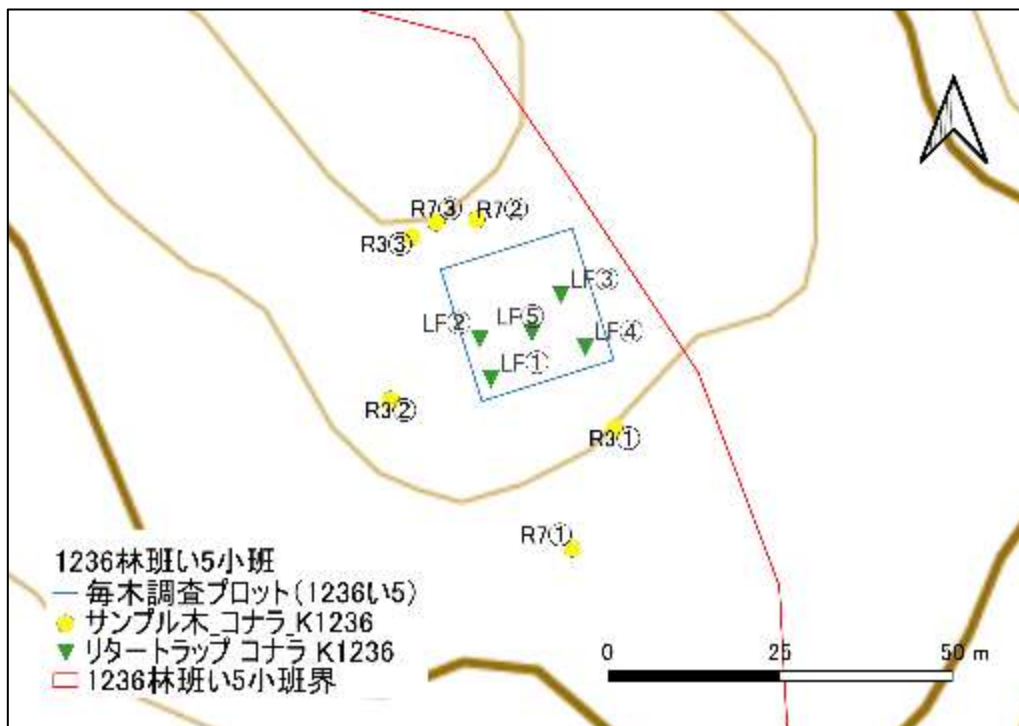 R7③
R7②
R3③
LF③
LF②
LF⑤
LF④
LF①
R3②
R3①
R7①
1236林班い5小班
毎木調査プロット(1236い5)
サンプル木_コナラ_K1236
リタートラップ コナラ K1236
1236林班い5小班界
0 25 50 m